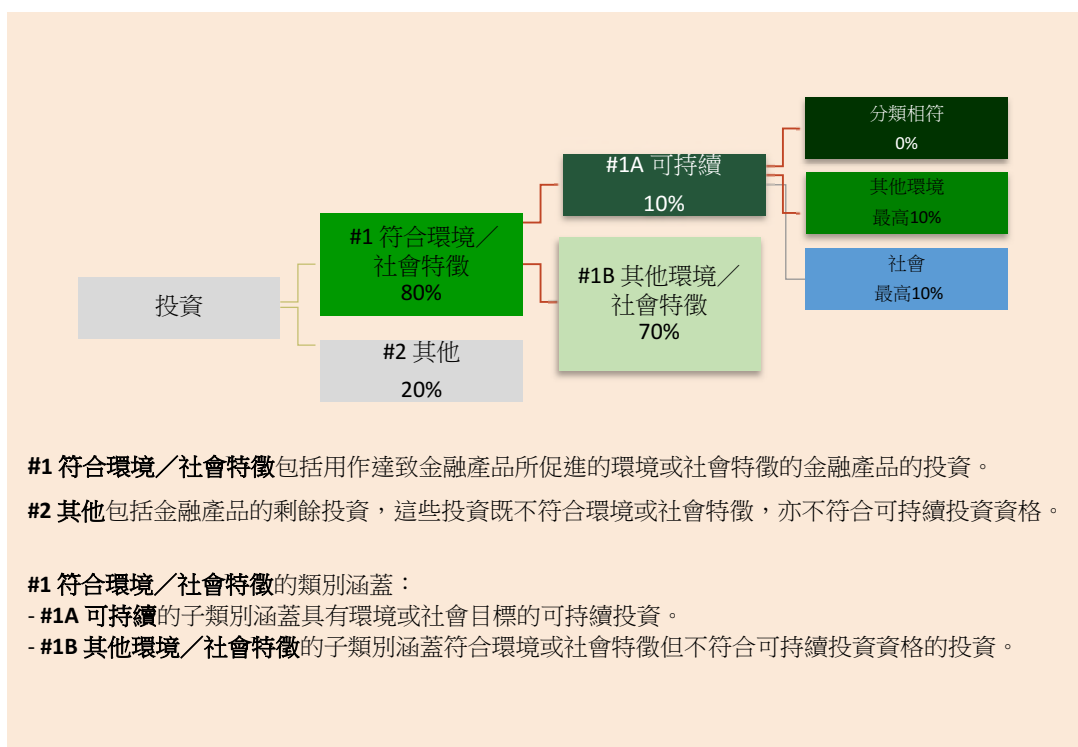 投資
#1 符合環境／
社會特徵
80%
#2 其他
20%
#1A 可持續
10%
#1B 其他環境／
社會特徵
70%
分類相符
0%
其他環境
最高10%
社會
最高10%
#1 符合環境／社會特徵包括用作達致金融產品所促進的環境或社會特徵的金融產品的投資。
#2 其他包括金融產品的剩餘投資，這些投資既不符合環境或社會特徵，亦不符合可持續投資資格。
#1 符合環境／社會特徵的類別涵蓋：
- #1A 可持續的子類別涵蓋具有環境或社會目標的可持續投資。
- #1B 其他環境／社會特徵的子類別涵蓋符合環境或社會特徵但不符合可持續投資資格的投資。